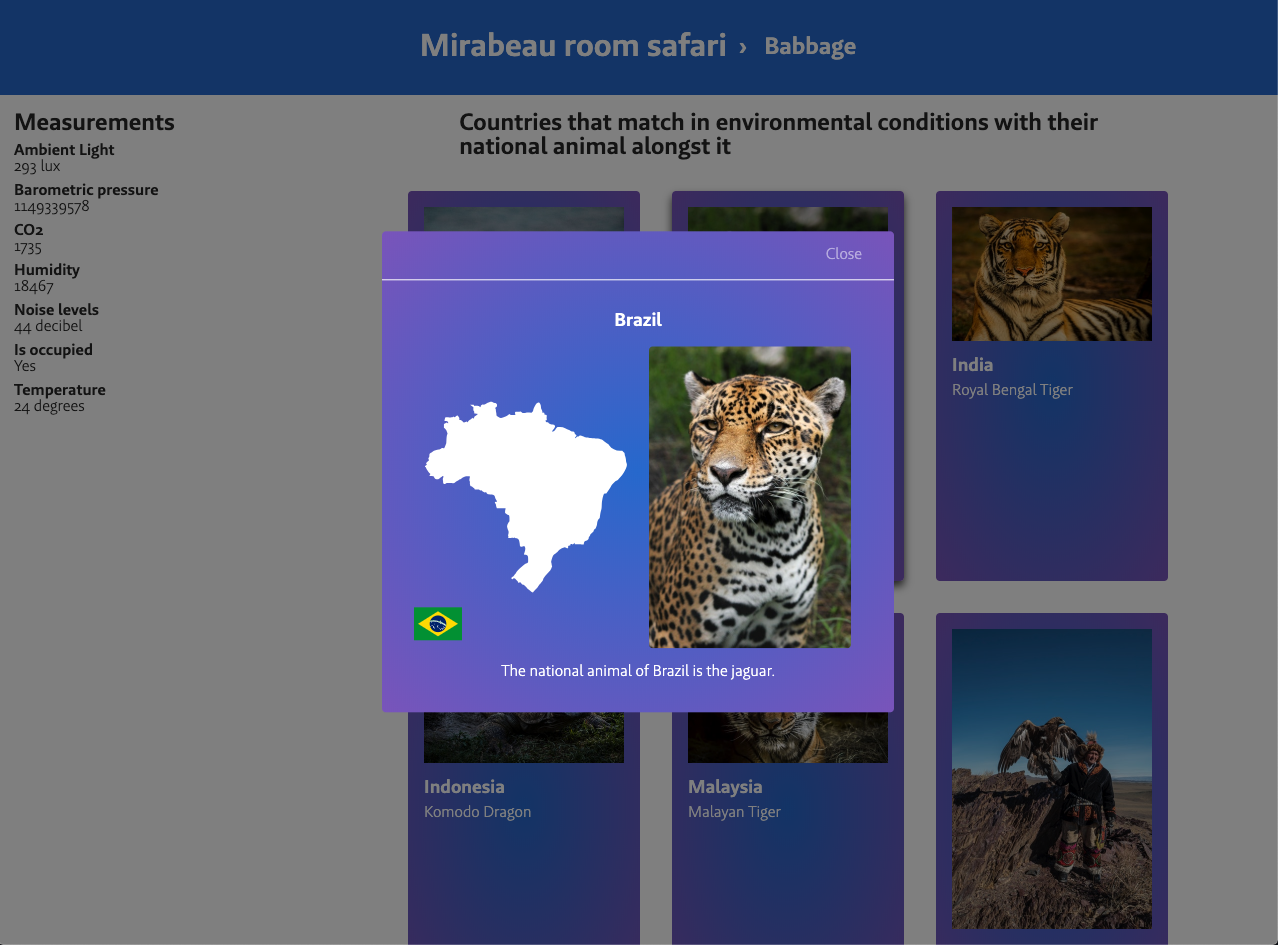 Mirabeau room safari › Babbage
Measurements
Ambient Light
293 lux
Barometric pressure
1149339578
CO2
1735
Humidity
18467
Noise levels
44 decibel
Is occupied
Yes
Temperature
24 degrees
Countries that match in environmental conditions with their
national animal alongst it
Close
Brazil
The national animal of Brazil is the jaguar.
India
Royal Bengal Tiger
Indonesia
Komodo Dragon
Malaysia
Malayan Tiger